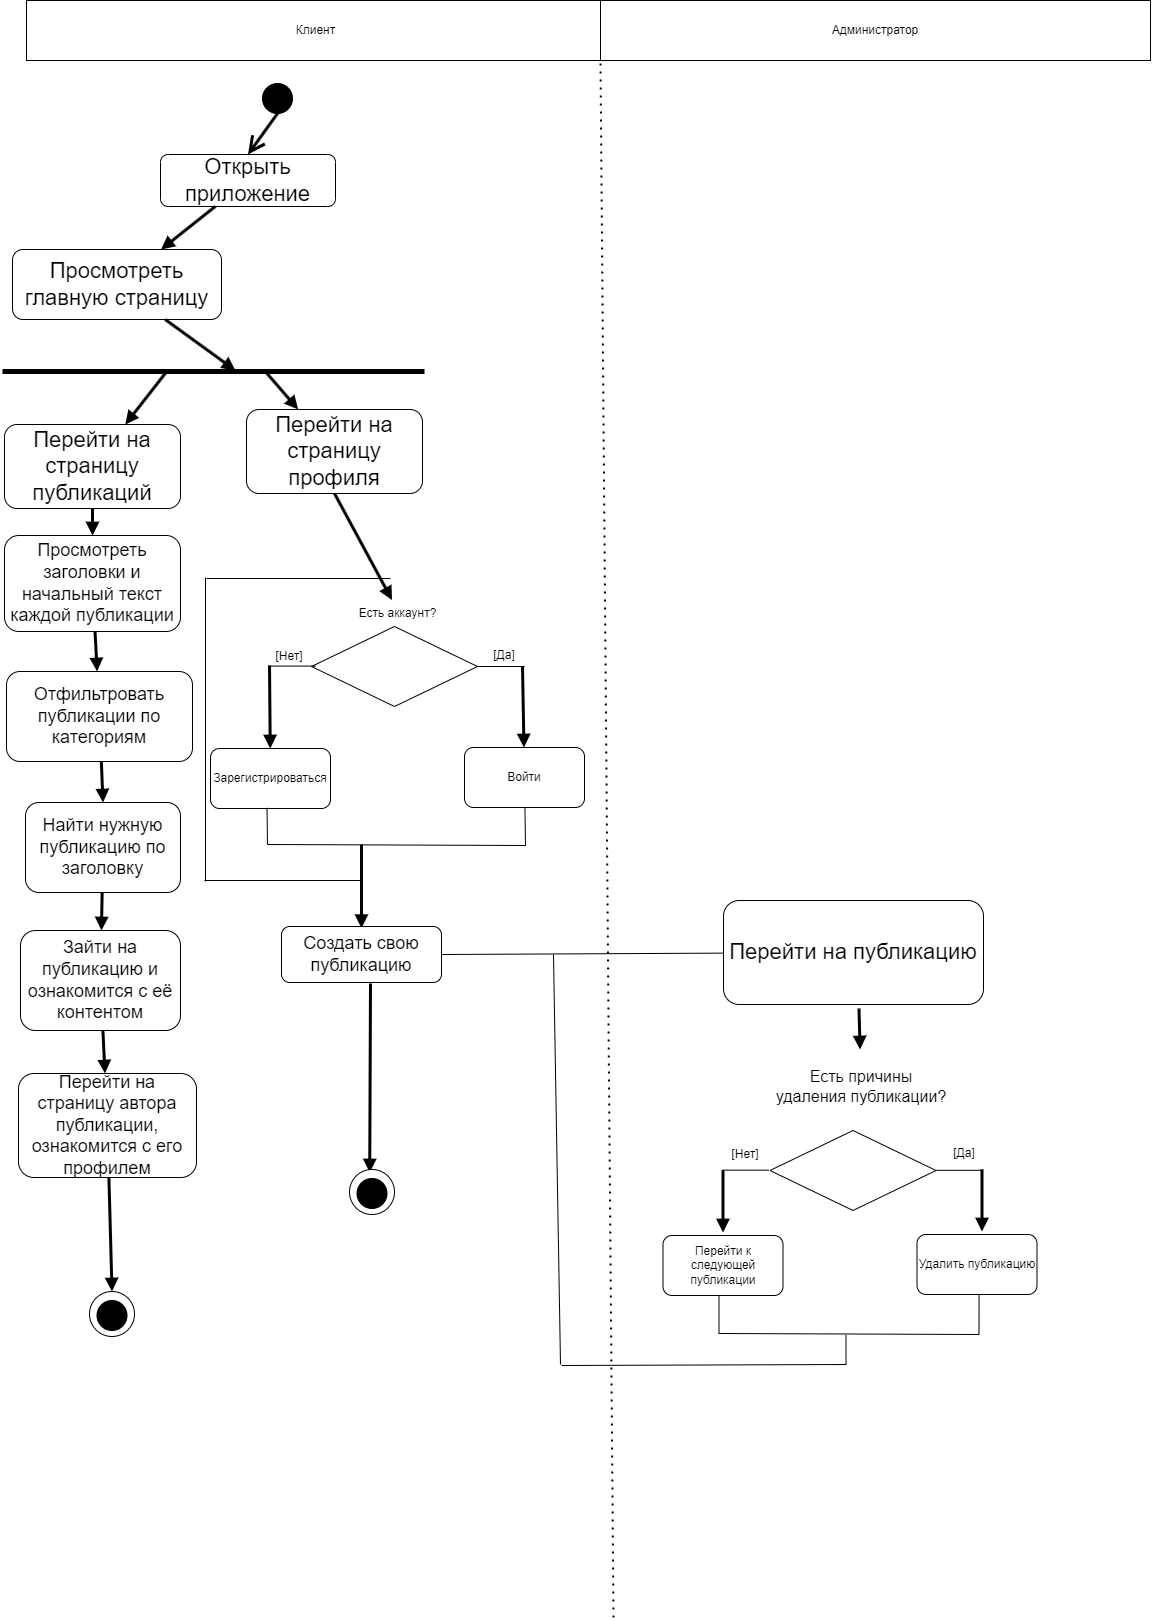 Клиент
Администратор
Открыть
приложение
Просмотреть
главную страницу
Перейти на
страницу
публикаций
Перейти на
страницу
профиля
Просмотреть
заголовки и
начальный текст
каждой публикации
Есть аккаунт?
[Нет]
[Да]
Отфильтровать
публикации по
категориям
Зарегистрироваться
Войти
Найти нужную
публикацию по
заголовку
Зайти на
публикацию и
ознакомится с её
контентом
Создать свою
публикацию
Перейти на публикацию
Перейти на
страницу автора
публикации,
ознакомится с его
профилем
Есть причины
удаления публикации?
[Нет]
[Да]
Перейти к
следующей
публикации
Удалить публикацию